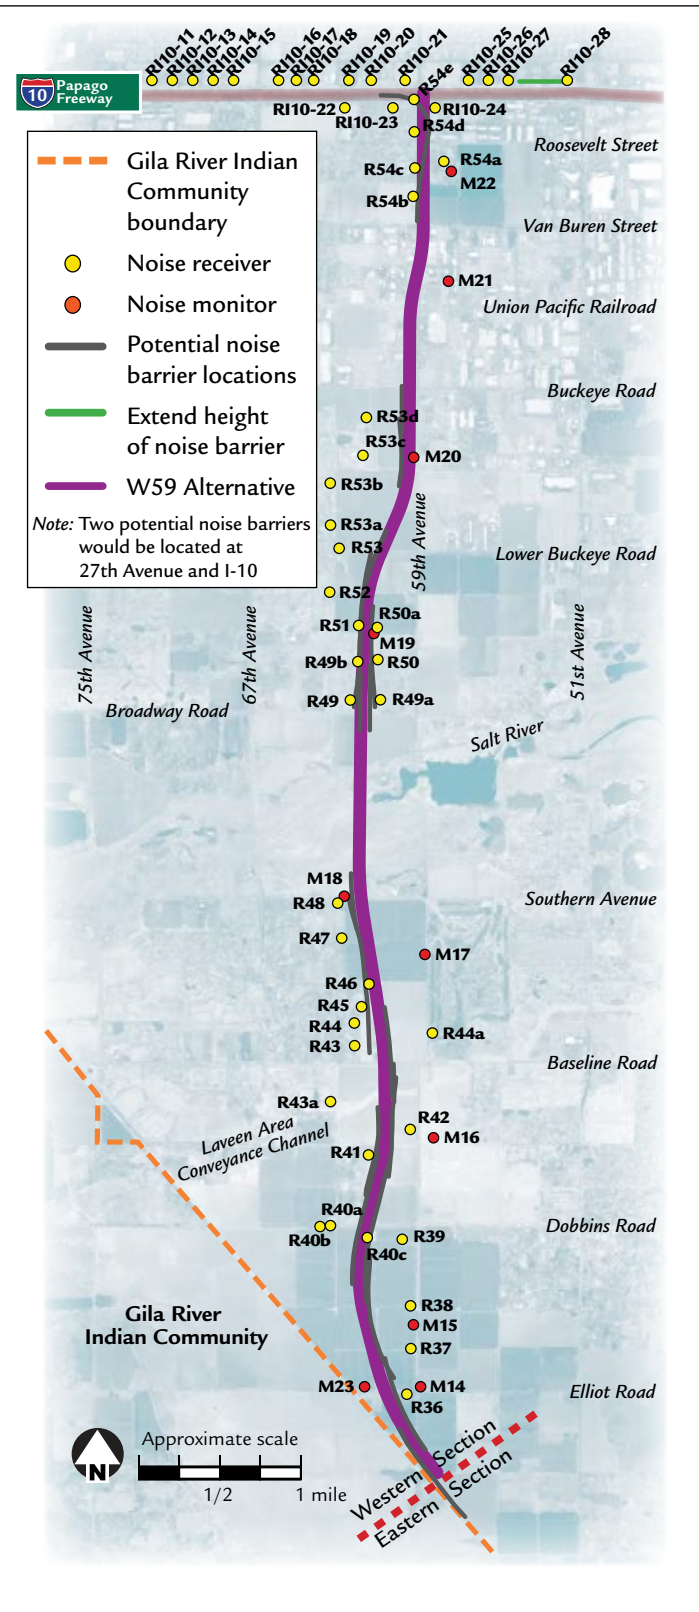 RI10-11
RI10-12
RI10-13
RI10-14
RI10-15
RI10-16
RI10-17
RI10-18
RI10-19
RI10-20
RI10-21
R54e
RI10-25
RI10-26
RI10-27
RI10-28
10
Papago
Freeway
RI10-22
RI10-23
RI10-24
R54d
Roosevelt Street
R54c
R54a
M22
R54b
Van Buren Street
M21
Union Pacific Railroad
Gila River Indian
Community
boundary
Noise receiver
Noise monitor
Potential noise
barrier locations
Extend height
of noise barrier
W59 Alternative
Note: Two potential noise barriers
would be located at
27th Avenue and I-10
Buckeye Road
R53d
R53c
M20
R53b
59th Avenue
R53a
R53
Lower Buckeye Road
R52
75th Avenue
67th Avenue
51st Avenue
R51
R50a
M19
R49b
R50
R49
R49a
Broadway Road
Salt River
M18
R48
Southern Avenue
R47
M17
R46
R45
R44
R44a
R43
Baseline Road
R43a
R42
M16
Laveen Area
Conveyance Channel
R41
R40a
R40b
R40c
R39
Dobbins Road
Gila River
Indian Community
R38
M15
R37
M23
M14
R36
Elliot Road
N
Approximate scale
1/2
1 mile
Western Section
Eastern Section